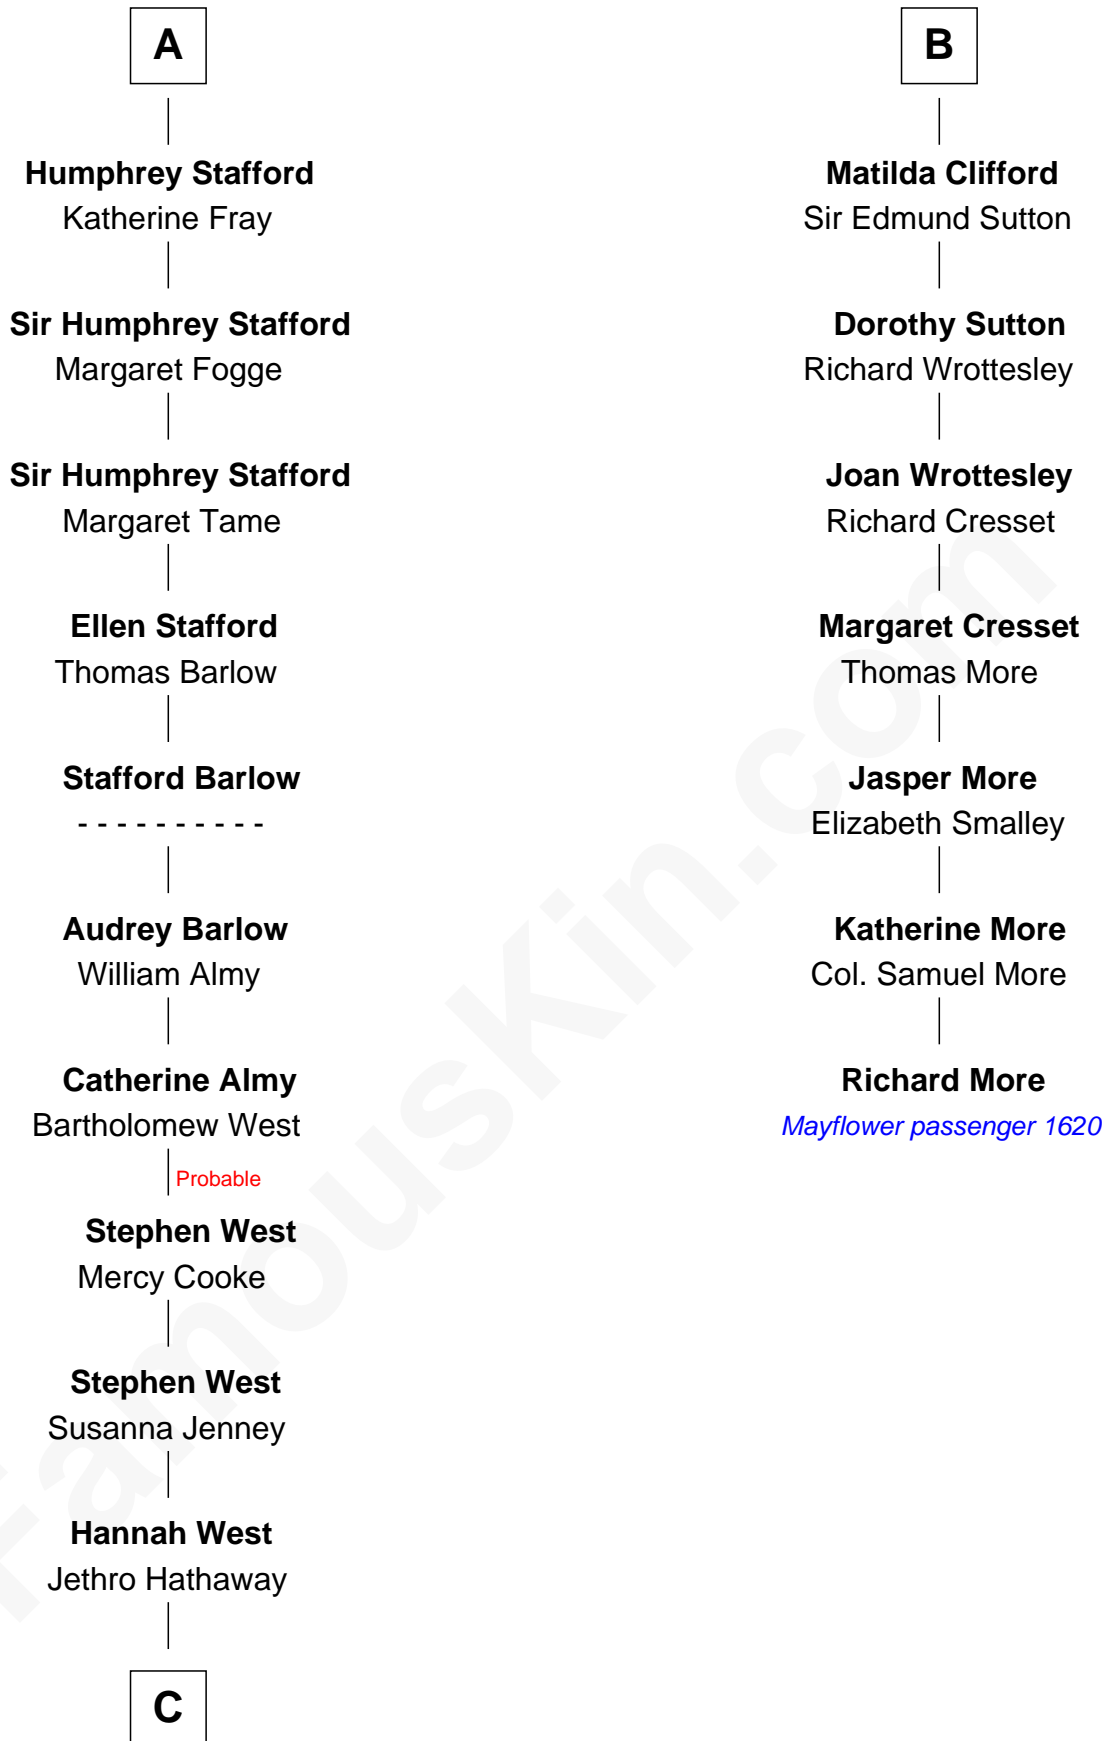 A
Humphrey Stafford
Katherine Fray
Sir Humphrey Stafford
Margaret Fogge
Sir Humphrey Stafford
Margaret Tame
Ellen Stafford
Thomas Barlow
Stafford Barlow
- - - - - - - - - -
Audrey Barlow
William Almy
Catherine Almy
Bartholomew West
Probable
Stephen West
Mercy Cooke
Stephen West
Susanna Jenney
Hannah West
Jethro Hathaway
C
B
Matilda Clifford
Sir Edmund Sutton
Dorothy Sutton
Richard Wrottesley
Joan Wrottesley
Richard Cresset
Margaret Cresset
Thomas More
Jasper More
Elizabeth Smalley
Katherine More
Col. Samuel More
Richard More
Mayflower passenger 1620
FamousKin.com